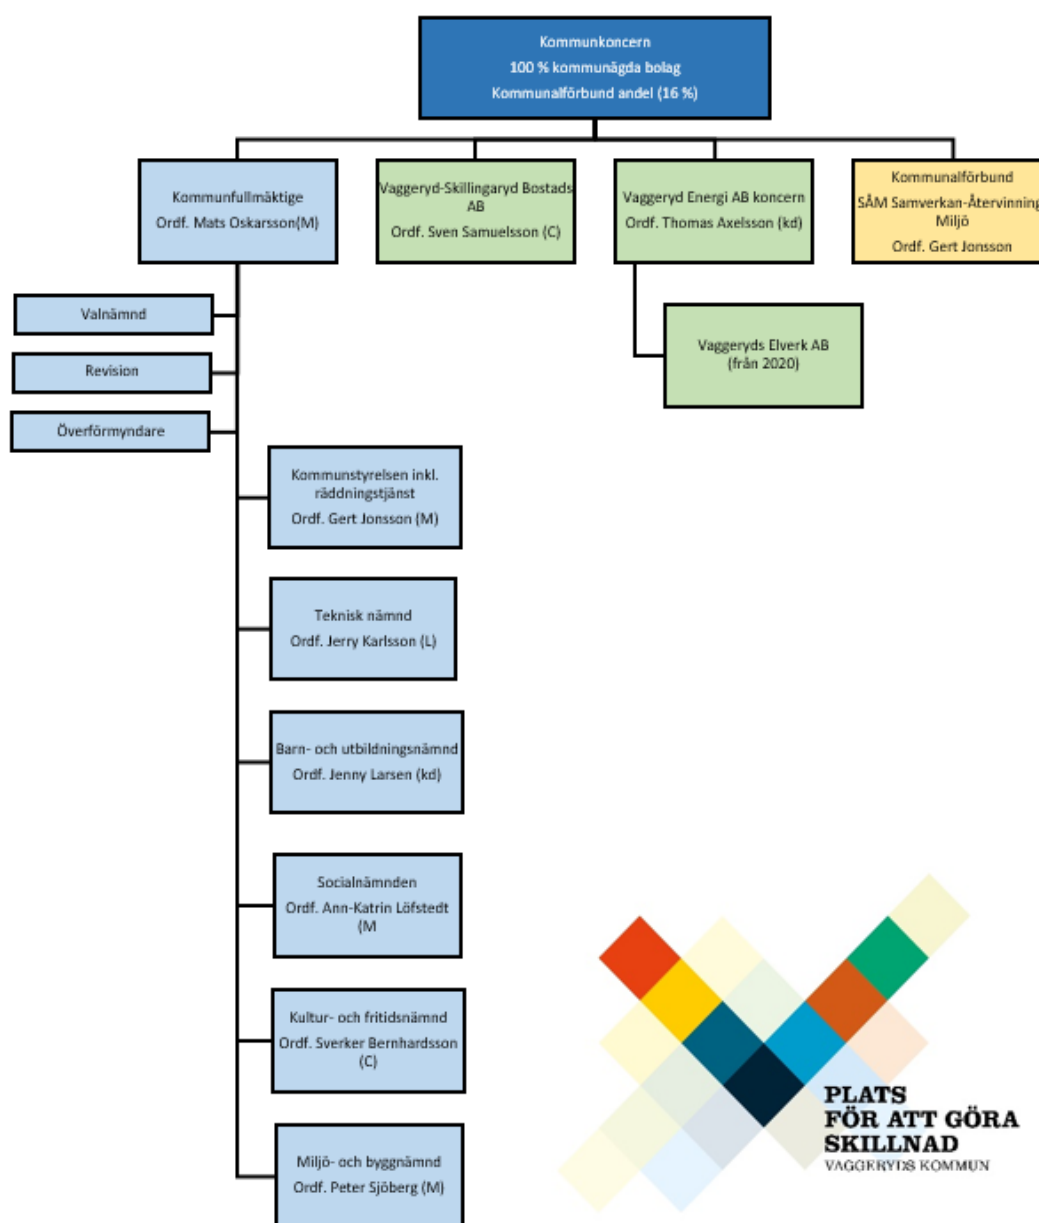 Kommunkoncern
100 % kommunägda bolag
Kommunalförbund andel (16 %)
Kommunfullmäktige
Ordf. Mats Oskarsson(M)
Vaggeryd-Skillingaryd Bostads
AB
Ordf. Sven Samuelsson (C)
Vaggeryd Energi AB koncern
Ordf. Thomas Axelsson (kd)
Kommunalförbund
SÅM Samverkan-Återvinning
Miljö
Ordf. Gert Jonsson
Valnämnd
Revision
Överförmyndare
Vaggeryds Elverk AB
(från 2020)
Kommunstyrelsen inkl.
räddningstjänst
Ordf. Gert Jonsson (M)
Teknisk nämnd
Ordf. Jerry Karlsson (L)
Barn- och utbildningsnämnd
Ordf. Jenny Larsen (kd)
Socialnämnden
Ordf. Ann-Katrin Löfstedt
(M
Kultur- och fritidsnämnd
Ordf. Sverker Bernhardsson
(C)
Miljö- och byggnämnd
Ordf. Peter Sjöberg (M)
PLATS
FÖR ATT GÖRA
SKILLNAD
VAGGERYDS KOMMUN